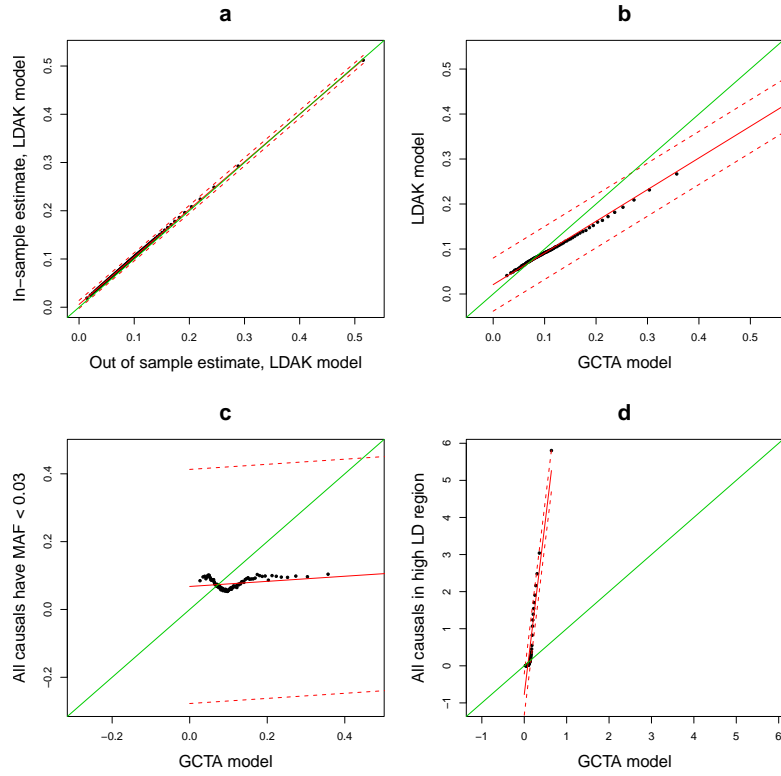 a
0.0 0.1 0.2 0.3 0.4 0.5
In-sample estimate, LDAK model
0.0 0.1 0.2 0.3 0.4 0.5
Out of sample estimate, LDAK model
b
0.0 0.1 0.2 0.3 0.4 0.5
LDAK model
0.0 0.1 0.2 0.3 0.4 0.5
GCTA model
c
-0.2 0.0 0.2 0.4
All causals have MAF < 0.03
-0.2 0.0 0.2 0.4
GCTA model
d
-1 0 1 2 3 4 5 6
All causals in high LD region
-1 0 1 2 3 4 5 6
GCTA model